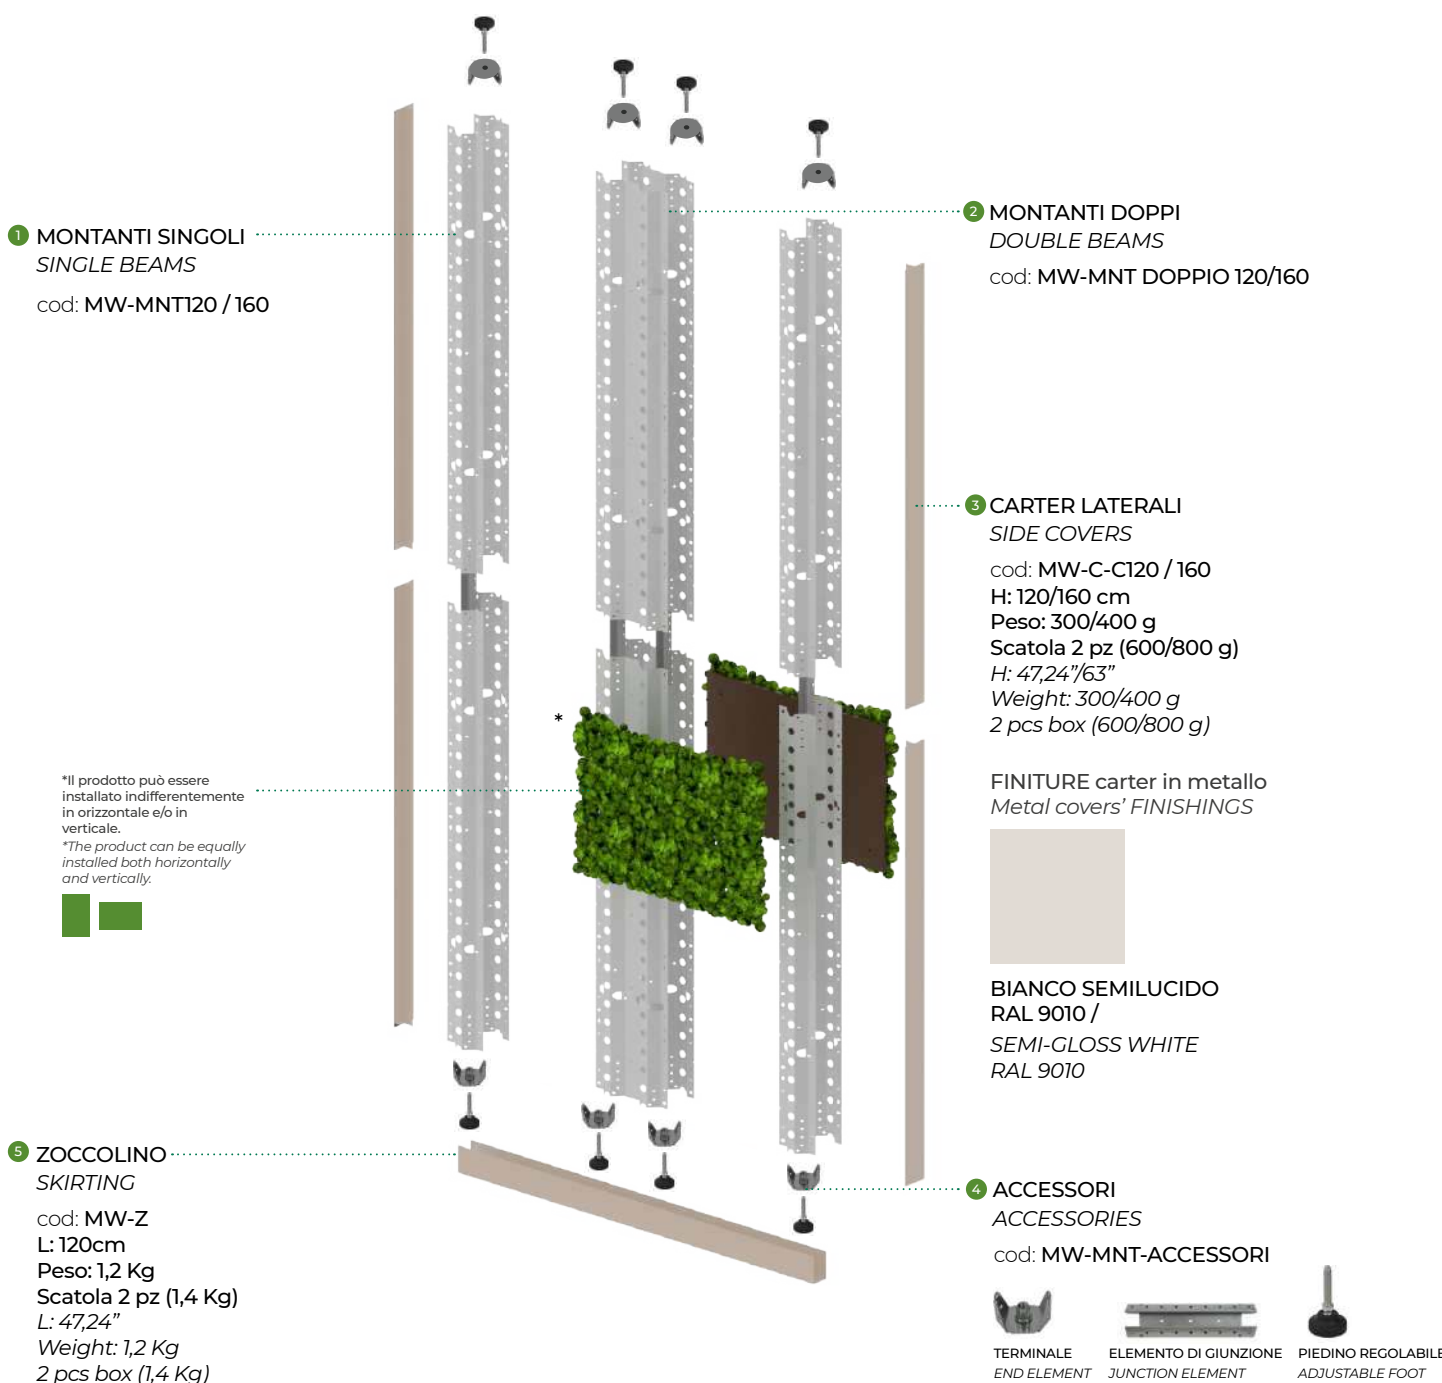 1 MONTANTI SINGOLI
SINGLE BEAMS
cod: MW-MNT120 / 160
2 MONTANTI DOPPI
DOUBLE BEAMS
cod: MW-MNT DOPPIO 120/160
3 CARTER LATERALI
SIDE COVERS
cod: MW-C-C120 / 160
H: 120/160 cm
Peso: 300/400 g
Scatola 2 pz (600/800 g)
H: 47,24”/63”
Weight: 300/400 g
2 pcs box (600/800 g)
FINITURE carter in metallo
Metal covers’ FINISHINGS
BIANCO SEMILUCIDO
RAL 9010 /
SEMI-GLOSS WHITE
RAL 9010
*
*Il prodotto può essere
installato indifferentemente
in orizzontale e/o in
verticale.
*The product can be equally
installed both horizontally
and vertically.
5 ZOCCOLINO
SKIRTING
cod: MW-Z
L: 120cm
Peso: 1,2 Kg
Scatola 2 pz (1,4 Kg)
L: 47,24”
Weight: 1,2 Kg
2 pcs box (1,4 Kg)
4 ACCESSORI
ACCESSORIES
cod: MW-MNT-ACCESSORI
TERMINALE
END ELEMENT
ELEMENTO DI GIUNZIONE
JUNCTION ELEMENT
PIEDINO REGOLABILE
ADJUSTABLE FOOT